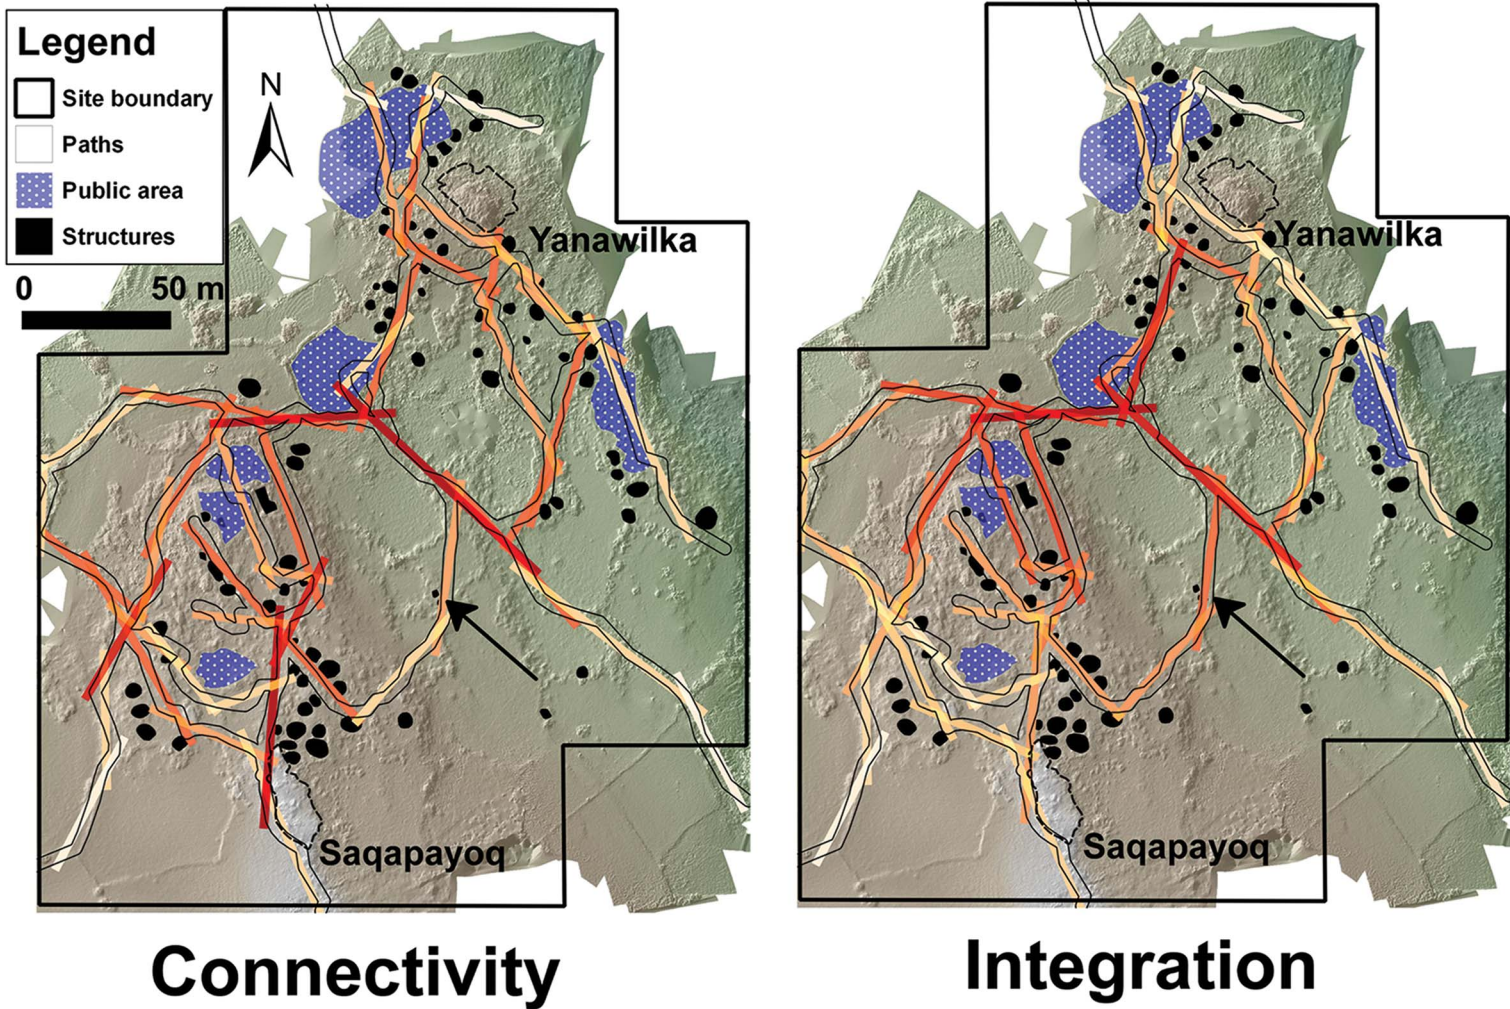 Legend
Site boundary
Paths
Public area
Structures
N
0 50 m
Yanawilka
Saqapayoq
Yanawilka
Saqapayoq
Connectivity
Integration